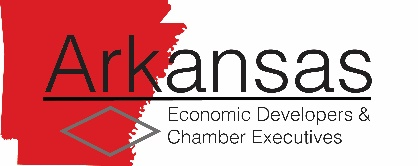 Arkansas
Economic Developers &
Chamber Executives